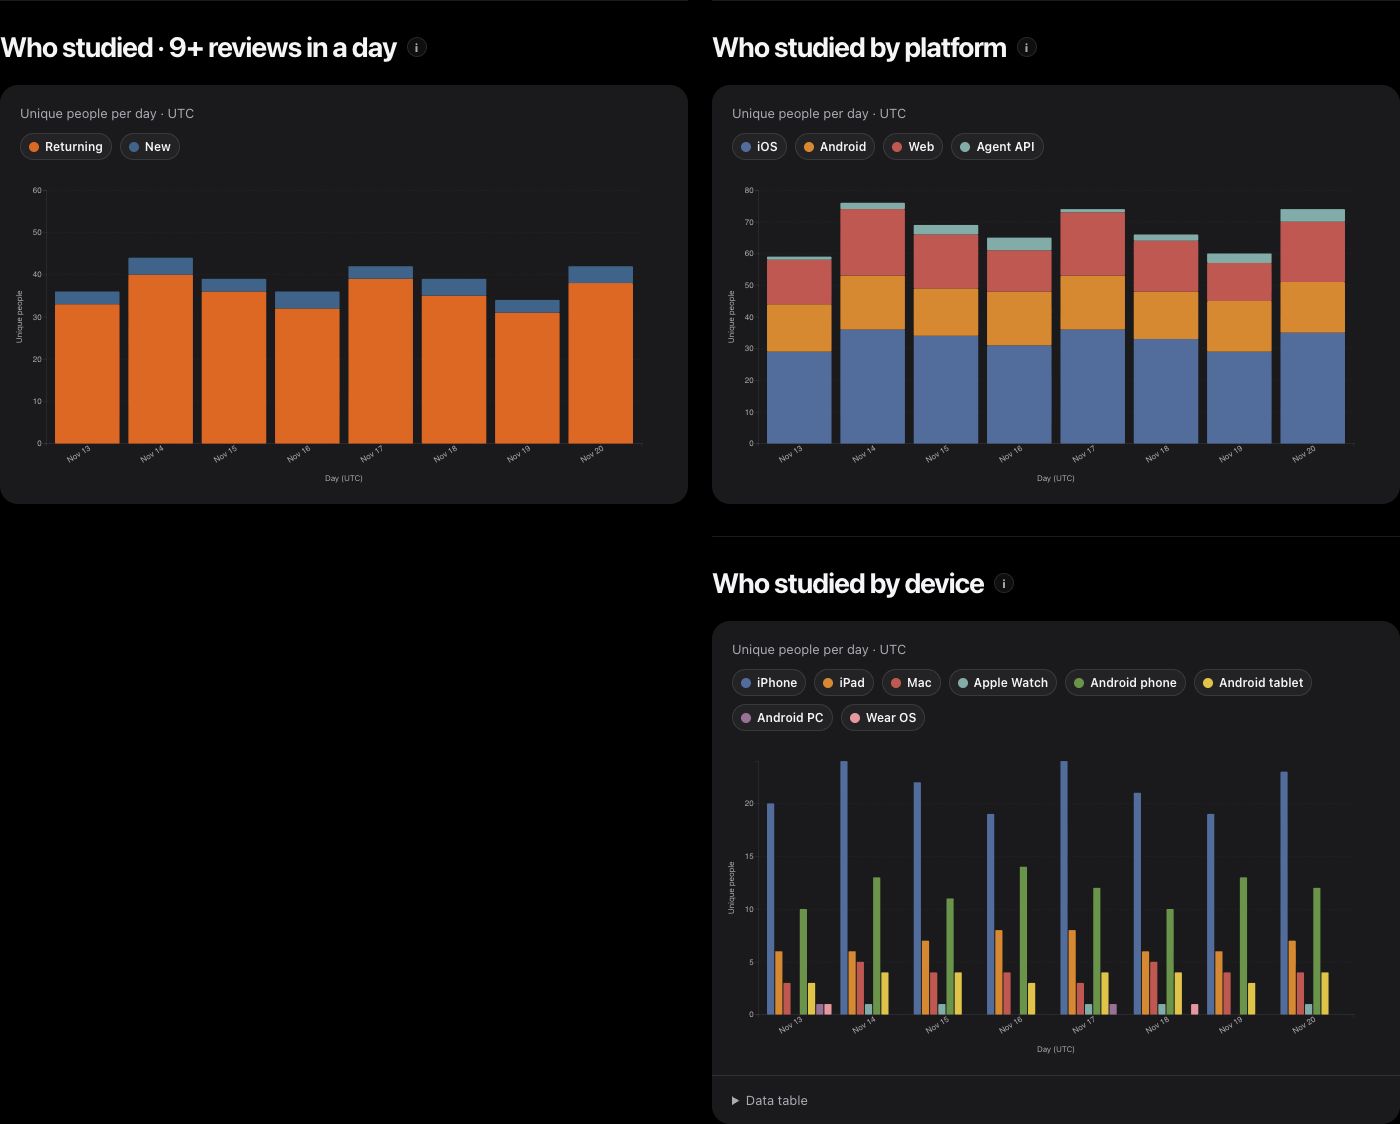 Who studied · 9+ reviews in a day i
Unique people per day · UTC
Returning New
60
50
40
30
20
10
0
Unique people
Nov 13 Nov 14 Nov 15 Nov 16 Nov 17 Nov 18 Nov 19 Nov 20
Day (UTC)
Who studied by platform i
Unique people per day · UTC
iOS Android Web Agent API
80
70
60
50
40
30
20
10
0
Unique people
Nov 13 Nov 14 Nov 15 Nov 16 Nov 17 Nov 18 Nov 19 Nov 20
Day (UTC)
Who studied by device i
Unique people per day · UTC
iPhone iPad Mac Apple Watch Android phone Android tablet
Android PC Wear OS
20
15
10
5
0
Unique people
Nov 13 Nov 14 Nov 15 Nov 16 Nov 17 Nov 18 Nov 19 Nov 20
Day (UTC)
Data table